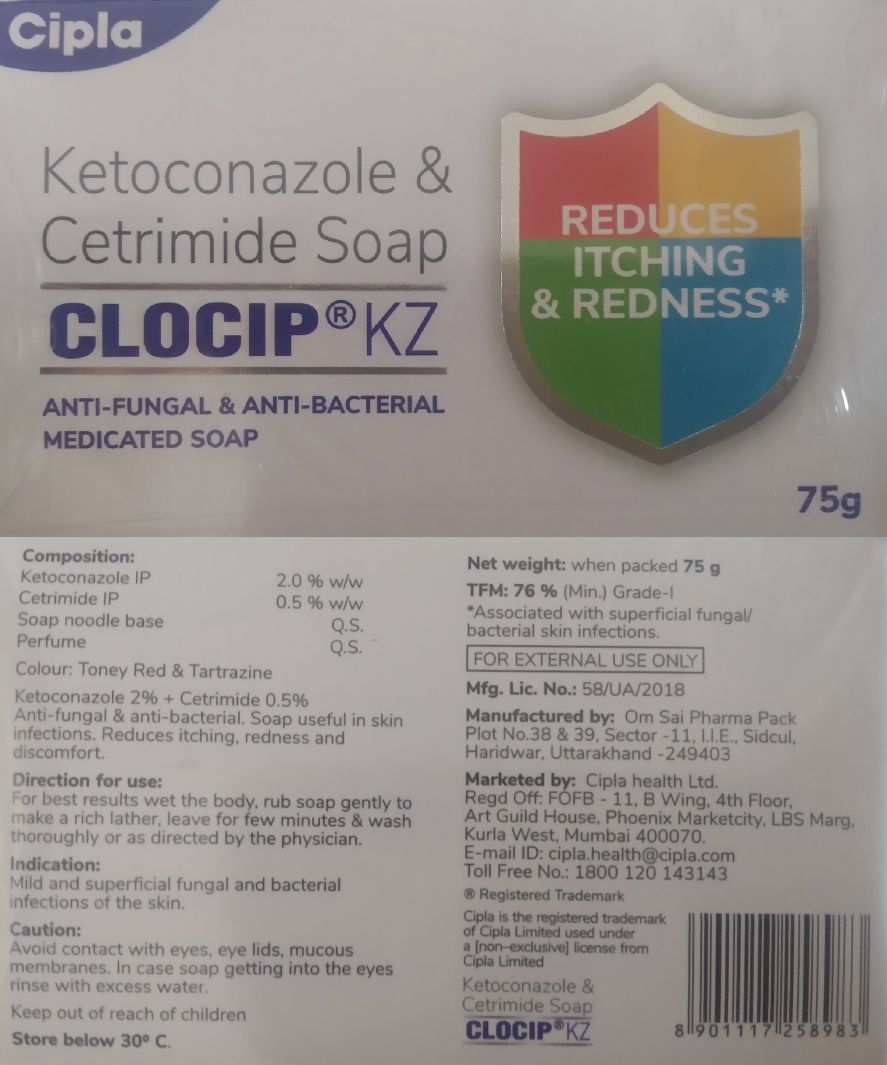 Cipla
Ketoconazole &
Cetrimide Soap
CLOCIP® KZ
ANTI-FUNGAL & ANTI-BACTERIAL
MEDICATED SOAP
REDUCES
ITCHING
& REDNESS*
75g
Composition:
Ketoconazole IP 2.0 % w/w
Cetrimide IP 0.5 % w/w
Soap noodle base Q.S.
Perfume Q.S.
Colour: Toney Red & Tartrazine
Ketoconazole 2% + Cetrimide 0.5%
Anti-fungal & anti-bacterial. Soap useful in skin
infections. Reduces itching, redness and
discomfort.
Direction for use:
For best results wet the body, rub soap gently to
make a rich lather, leave for few minutes & wash
thoroughly or as directed by the physician.
Indication:
Mild and superficial fungal and bacterial
infections of the skin.
Caution:
Avoid contact with eyes, eye lids, mucous
membranes. In case soap getting into the eyes
rinse with excess water.
Keep out of reach of children
Store below 30º C.
Net weight: when packed 75 g
TFM: 76 % (Min.) Grade-I
*Associated with superficial fungal/
bacterial skin infections.
FOR EXTERNAL USE ONLY
Mfg. Lic. No.: 58/UA/2018
Manufactured by: Om Sai Pharma Pack
Plot No.38 & 39, Sector -11, I.I.E., Sidcul,
Haridwar, Uttarakhand -249403
Marketed by: Cipla health Ltd.
Regd Off: FOFB - 11, B Wing, 4th Floor,
Art Guild House, Phoenix Marketcity, LBS Marg,
Kurla West, Mumbai 400070.
E-mail ID: cipla.health@cipla.com
Toll Free No.: 1800 120 143143
® Registered Trademark
Cipla is the registered trademark
of Cipla Limited used under
a [non-exclusive] license from
Cipla Limited
Ketoconazole &
Cetrimide Soap
CLOCIP® KZ
8 901117 258983